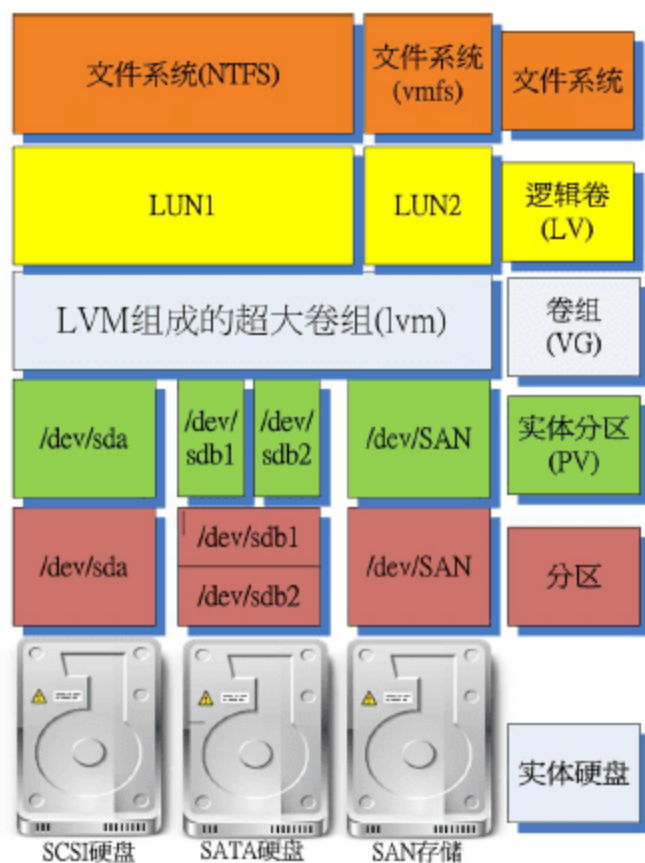 文件系统(NTFS)
文件系统
(vmfs)
文件系统
LUN1
LUN2
逻辑卷
(LV)
LVM组成的超大卷组(lvm)
卷组
(VG)
/dev/sda
/dev/
sdb1
/dev/
sdb2
/dev/SAN
实体分区
(PV)
/dev/sda
/dev/sdb1
/dev/sdb2
/dev/SAN
分区
实体硬盘
SCSI硬盘
SATA硬盘
SAN存储